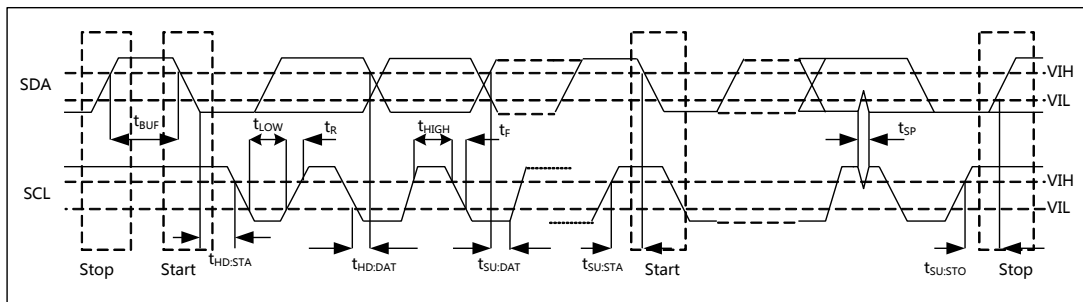 SDA
VIH
VIL
tBUF
tLOW
tR
tHIGH
tF
tSP
SCL
VIH
VIL
tHD:STA
tHD:DAT
tSU:DAT
tSU:STA
tSU:STO
Stop
Start
Start
Stop